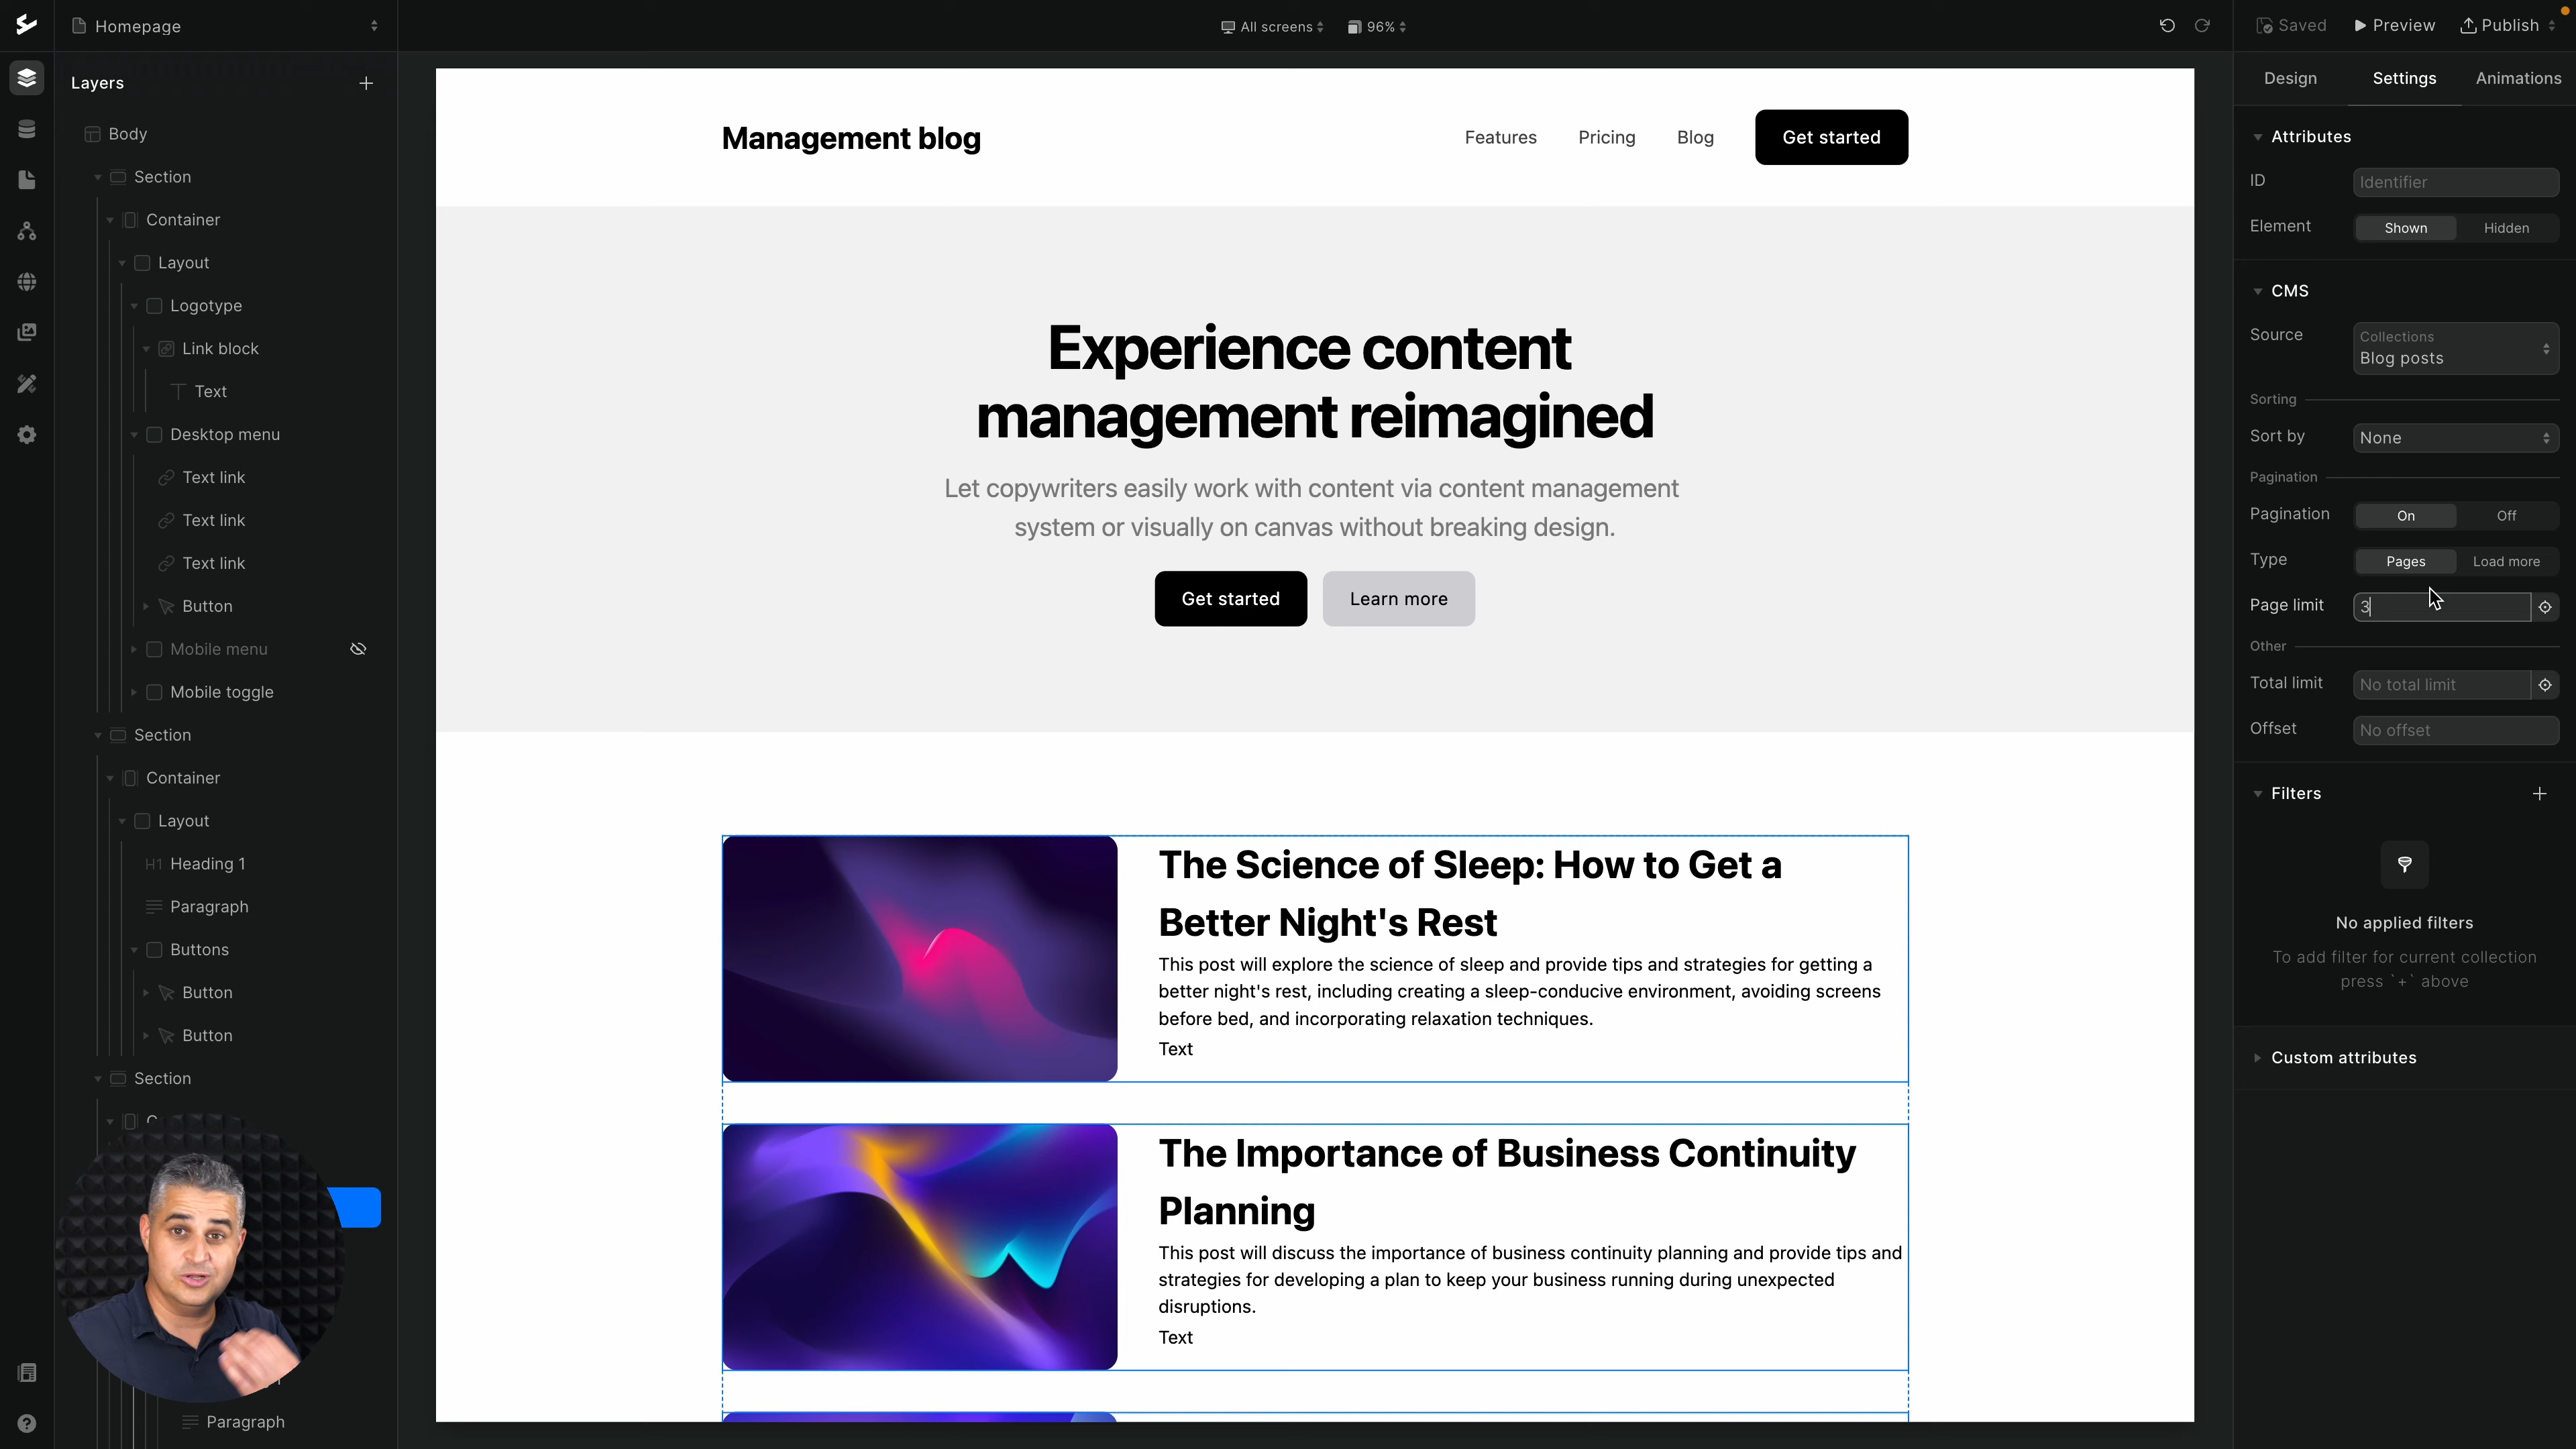 Homepage
All screens
96%
Saved
Preview
Publish
Layers
Body
Section
Container
Layout
Logotype
Link block
Text
Desktop menu
Text link
Text link
Text link
Button
Mobile menu
Mobile toggle
Section
Container
Layout
H1 Heading 1
Paragraph
Buttons
Button
Button
Section
C
Paragraph
Management blog
Features
Pricing
Blog
Get started
Experience content
management reimagined
Let copywriters easily work with content via content management
system or visually on canvas without breaking design.
Get started
Learn more
The Science of Sleep: How to Get a
Better Night's Rest
This post will explore the science of sleep and provide tips and strategies for getting a
better night's rest, including creating a sleep-conducive environment, avoiding screens
before bed, and incorporating relaxation techniques.
Text
The Importance of Business Continuity
Planning
This post will discuss the importance of business continuity planning and provide tips and
strategies for developing a plan to keep your business running during unexpected
disruptions.
Text
Design
Settings
Animations
Attributes
ID
Identifier
Element
Shown
Hidden
CMS
Source
Collections
Blog posts
Sorting
Sort by
None
Pagination
Pagination
On
Off
Type
Pages
Load more
Page limit
3
Other
Total limit
No total limit
Offset
No offset
Filters
No applied filters
To add filter for current collection
press `+` above
Custom attributes